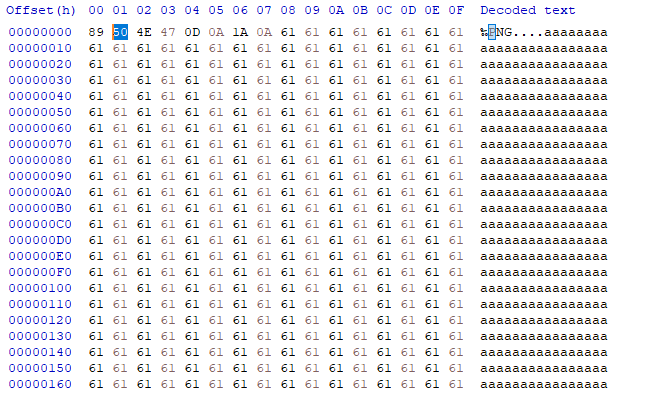 Offset(h) 00 01 02 03 04 05 06 07 08 09 0A 0B 0C 0D 0E 0F Decoded text
00000000 89 50 4E 47 0D 0A 1A 0A 61 61 61 61 61 61 61 61 ‰PNG....aaaaaaaa
00000010 61 61 61 61 61 61 61 61 61 61 61 61 61 61 61 61 aaaaaaaaaaaaaaaa
00000020 61 61 61 61 61 61 61 61 61 61 61 61 61 61 61 61 aaaaaaaaaaaaaaaa
00000030 61 61 61 61 61 61 61 61 61 61 61 61 61 61 61 61 aaaaaaaaaaaaaaaa
00000040 61 61 61 61 61 61 61 61 61 61 61 61 61 61 61 61 aaaaaaaaaaaaaaaa
00000050 61 61 61 61 61 61 61 61 61 61 61 61 61 61 61 61 aaaaaaaaaaaaaaaa
00000060 61 61 61 61 61 61 61 61 61 61 61 61 61 61 61 61 aaaaaaaaaaaaaaaa
00000070 61 61 61 61 61 61 61 61 61 61 61 61 61 61 61 61 aaaaaaaaaaaaaaaa
00000080 61 61 61 61 61 61 61 61 61 61 61 61 61 61 61 61 aaaaaaaaaaaaaaaa
00000090 61 61 61 61 61 61 61 61 61 61 61 61 61 61 61 61 aaaaaaaaaaaaaaaa
000000A0 61 61 61 61 61 61 61 61 61 61 61 61 61 61 61 61 aaaaaaaaaaaaaaaa
000000B0 61 61 61 61 61 61 61 61 61 61 61 61 61 61 61 61 aaaaaaaaaaaaaaaa
000000C0 61 61 61 61 61 61 61 61 61 61 61 61 61 61 61 61 aaaaaaaaaaaaaaaa
000000D0 61 61 61 61 61 61 61 61 61 61 61 61 61 61 61 61 aaaaaaaaaaaaaaaa
000000E0 61 61 61 61 61 61 61 61 61 61 61 61 61 61 61 61 aaaaaaaaaaaaaaaa
000000F0 61 61 61 61 61 61 61 61 61 61 61 61 61 61 61 61 aaaaaaaaaaaaaaaa
00000100 61 61 61 61 61 61 61 61 61 61 61 61 61 61 61 61 aaaaaaaaaaaaaaaa
00000110 61 61 61 61 61 61 61 61 61 61 61 61 61 61 61 61 aaaaaaaaaaaaaaaa
00000120 61 61 61 61 61 61 61 61 61 61 61 61 61 61 61 61 aaaaaaaaaaaaaaaa
00000130 61 61 61 61 61 61 61 61 61 61 61 61 61 61 61 61 aaaaaaaaaaaaaaaa
00000140 61 61 61 61 61 61 61 61 61 61 61 61 61 61 61 61 aaaaaaaaaaaaaaaa
00000150 61 61 61 61 61 61 61 61 61 61 61 61 61 61 61 61 aaaaaaaaaaaaaaaa
00000160 61 61 61 61 61 61 61 61 61 61 61 61 61 61 61 61 aaaaaaaaaaaaaaaa